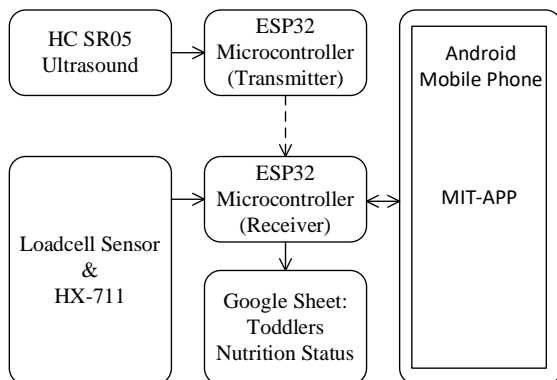 HC SR05
Ultrasound
ESP32
Microcontroller
(Transmitter)
Android
Mobile Phone
MIT-APP
Loadcell Sensor
&
HX-711
ESP32
Microcontroller
(Receiver)
Google Sheet:
Toddlers
Nutrition Status